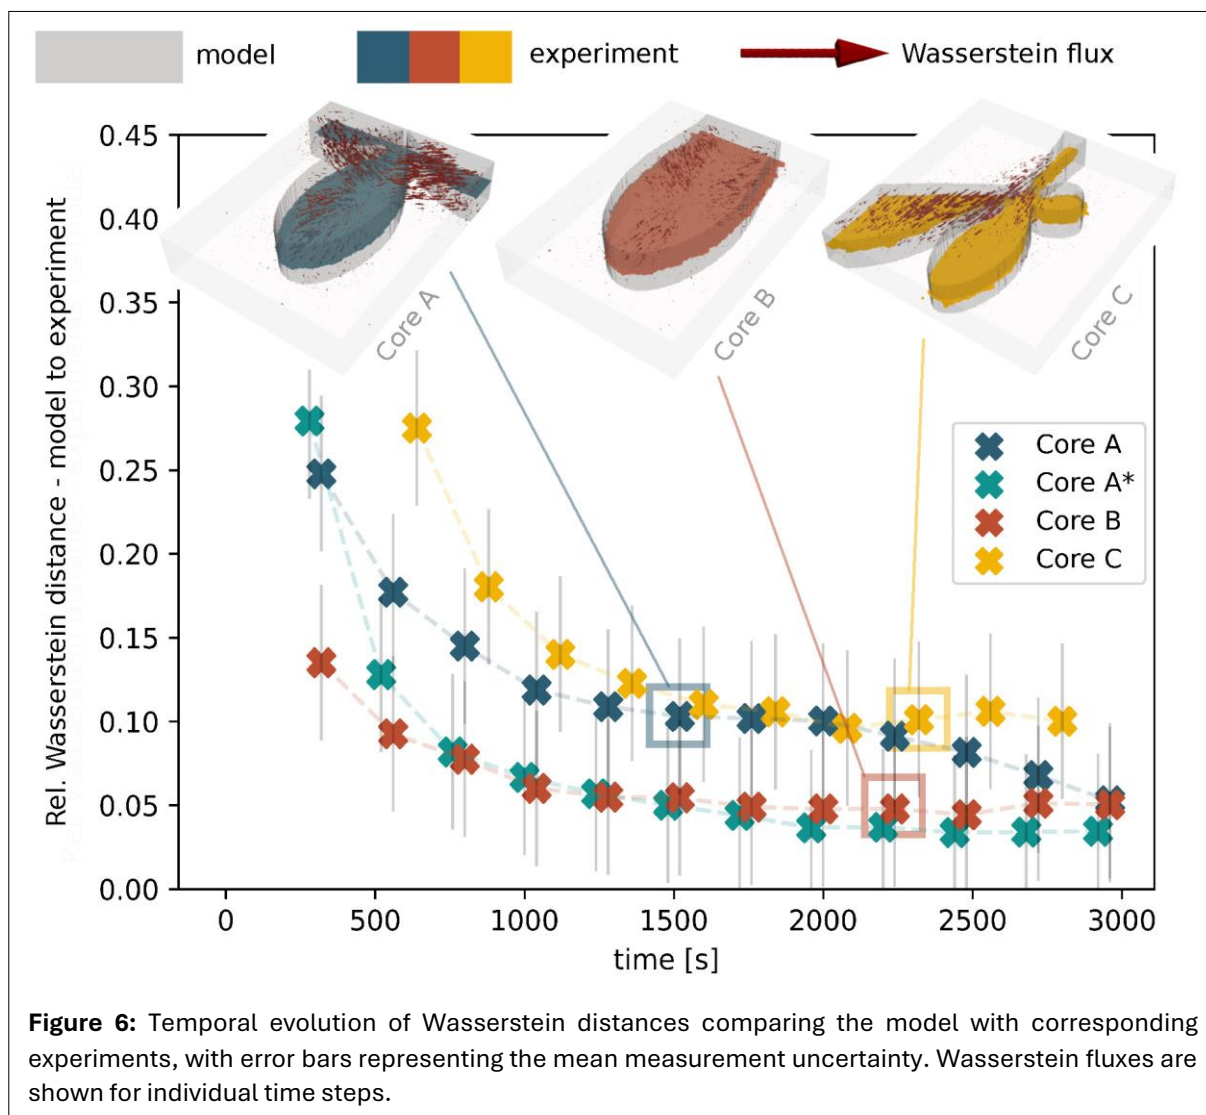 model
experiment
Wasserstein flux
0.45
0.40
0.35
0.30
0.25
0.20
0.15
0.10
0.05
0.00
Rel. Wasserstein distance - model to experiment
Core A
Core B
Core C
Core A
Core A*
Core B
Core C
0 500 1000 1500 2000 2500 3000
time [s]
Figure 6: Temporal evolution of Wasserstein distances comparing the model with corresponding
experiments, with error bars representing the mean measurement uncertainty. Wasserstein fluxes are
shown for individual time steps.